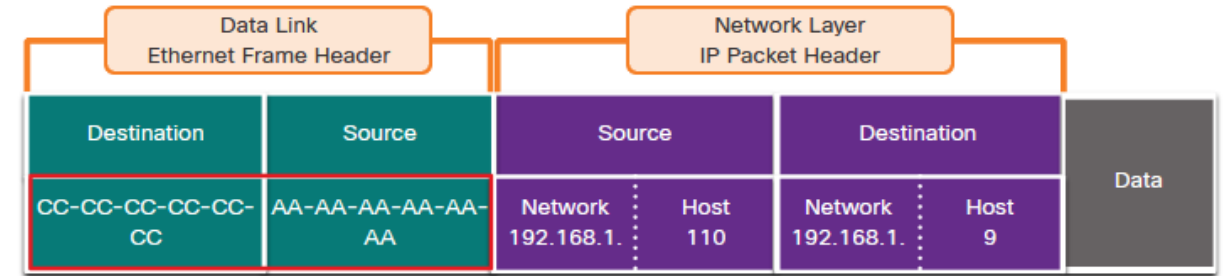 Data Link
Ethernet Frame Header
Network Layer
IP Packet Header
Destination
Source
Source
Destination
Data
CC-CC-CC-CC-CC-
CC
AA-AA-AA-AA-AA-
AA
Network
192.168.1.
Host
110
Network
192.168.1.
Host
9